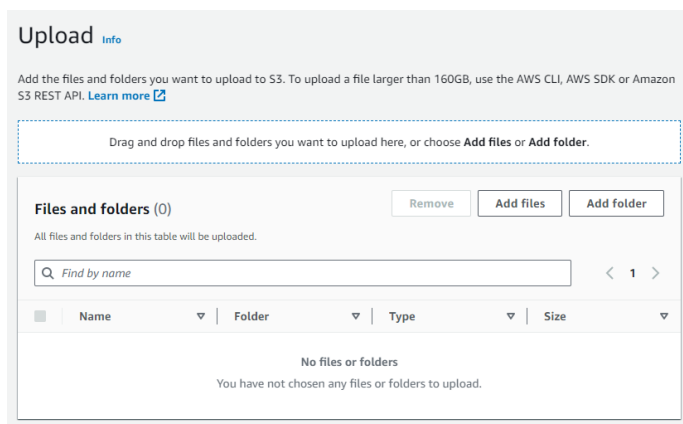 Upload Info
Add the files and folders you want to upload to S3. To upload a file larger than 160GB, use the AWS CLI, AWS SDK or Amazon
S3 REST API. Learn more
Drag and drop files and folders you want to upload here, or choose Add files or Add folder.
Files and folders (0)
Remove
Add files
Add folder
All files and folders in this table will be uploaded.
Find by name
1
Name
Folder
Type
Size
No files or folders
You have not chosen any files or folders to upload.